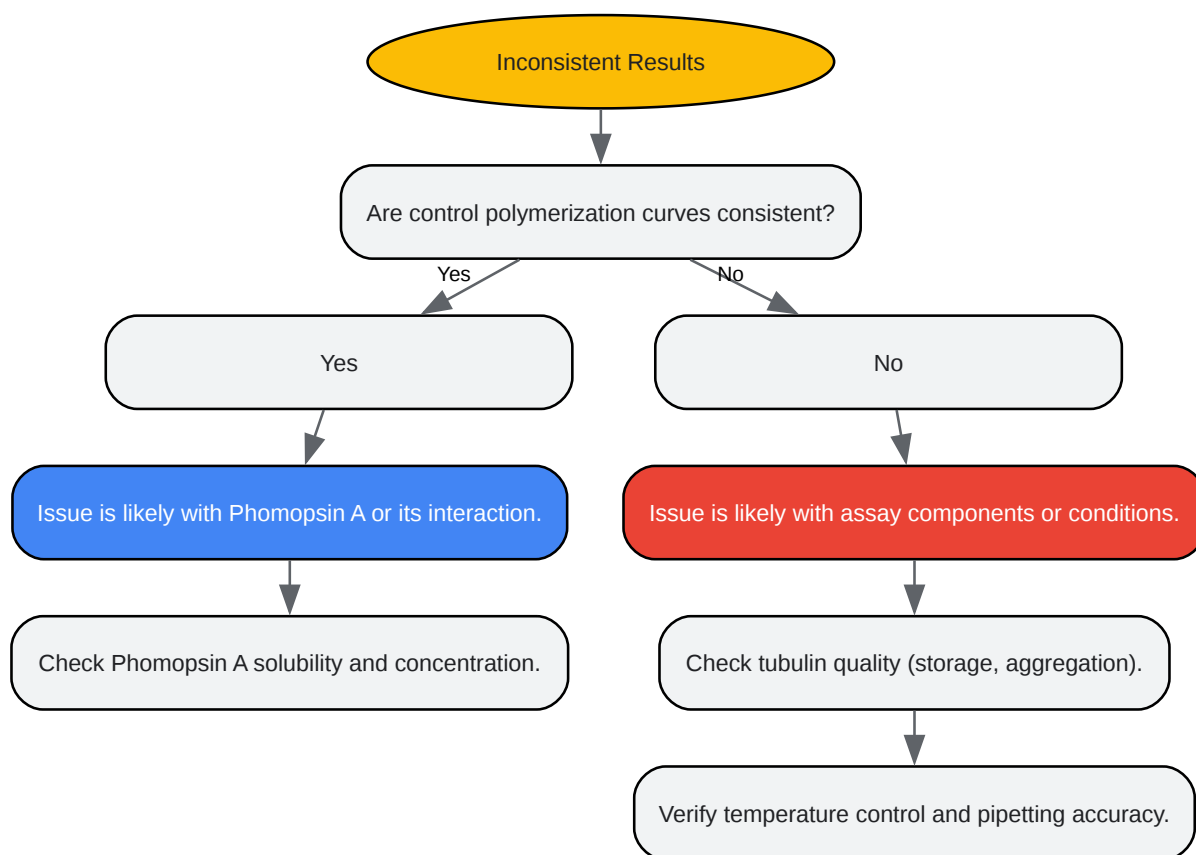 Inconsistent Results
Are control polymerization curves consistent?
Yes
No
Yes
No
Issue is likely with Phomopsin A or its interaction.
Issue is likely with assay components or conditions.
Check Phomopsin A solubility and concentration.
Check tubulin quality (storage, aggregation).
Verify temperature control and pipetting accuracy.